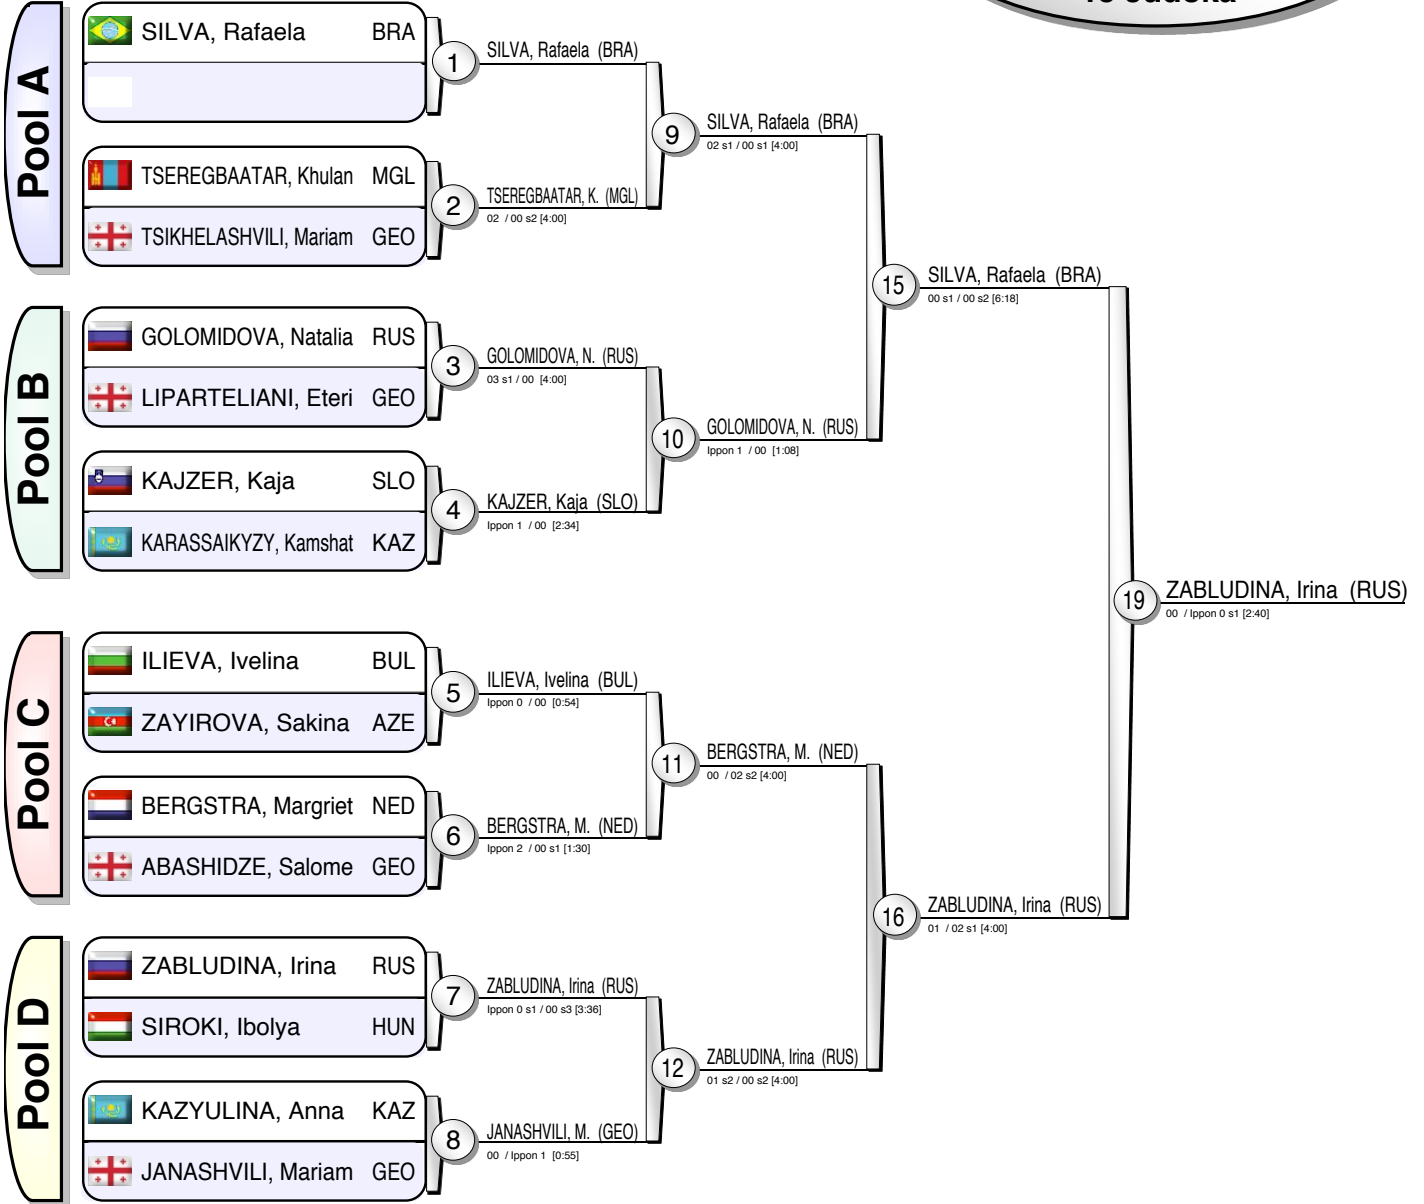 Pool A
SILVA, Rafaela BRA
TSEREGBAATAR, Khulan MGL
TSIKHELASHVILI, Mariam GEO
Pool B
GOLOMIDOVA, Natalia RUS
LIPARTELIANI, Eteri GEO
KAJZER, Kaja SLO
KARASSAIKYZY, Kamshat KAZ
Pool C
ILIEVA, Ivelina BUL
ZAYIROVA, Sakina AZE
BERGSTRA, Margriet NED
ABASHIDZE, Salome GEO
Pool D
ZABLUDINA, Irina RUS
SIROKI, Ibolya HUN
KAZYULINA, Anna KAZ
JANASHVILI, Mariam GEO
1
SILVA, Rafaela (BRA)
2
TSEREGBAATAR, K. (MGL)
02 / 00 s2 [4:00]
3
GOLOMIDOVA, N. (RUS)
03 s1 / 00 [4:00]
4
KAJZER, Kaja (SLO)
Ippon 1 / 00 [2:34]
5
ILIEVA, Ivelina (BUL)
Ippon 0 / 00 [0:54]
6
BERGSTRA, M. (NED)
Ippon 2 / 00 s1 [1:30]
7
ZABLUDINA, Irina (RUS)
Ippon 0 s1 / 00 s3 [3:36]
8
JANASHVILI, M. (GEO)
00 / Ippon 1 [0:55]
9
SILVA, Rafaela (BRA)
02 s1 / 00 s1 [4:00]
10
GOLOMIDOVA, N. (RUS)
Ippon 1 / 00 [1:08]
11
BERGSTRA, M. (NED)
00 / 02 s2 [4:00]
12
ZABLUDINA, Irina (RUS)
01 s2 / 00 s2 [4:00]
15
SILVA, Rafaela (BRA)
00 s1 / 00 s2 [6:18]
16
ZABLUDINA, Irina (RUS)
01 / 02 s1 [4:00]
19
ZABLUDINA, Irina (RUS)
00 / Ippon 0 s1 [2:40]